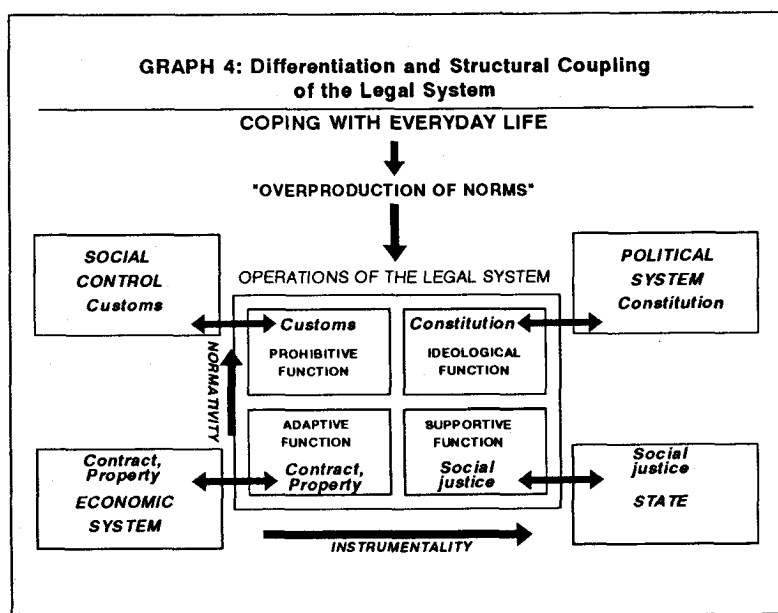 GRAPH 4: Differentiation and Structural Coupling
of the Legal System
COPING WITH EVERYDAY LIFE
"OVERPRODUCTION OF NORMS"
SOCIAL
CONTROL
Customs
POLITICAL
SYSTEM
Constitution
OPERATIONS OF THE LEGAL SYSTEM
Customs
PROHIBITIVE
FUNCTION
Constitution
IDEOLOGICAL
FUNCTION
NORMATIVITY
ADAPTIVE
FUNCTION
Contract,
Property
SUPPORTIVE
FUNCTION
Social
justice
Contract,
Property
ECONOMIC
SYSTEM
Social
justice
STATE
INSTRUMENTALITY